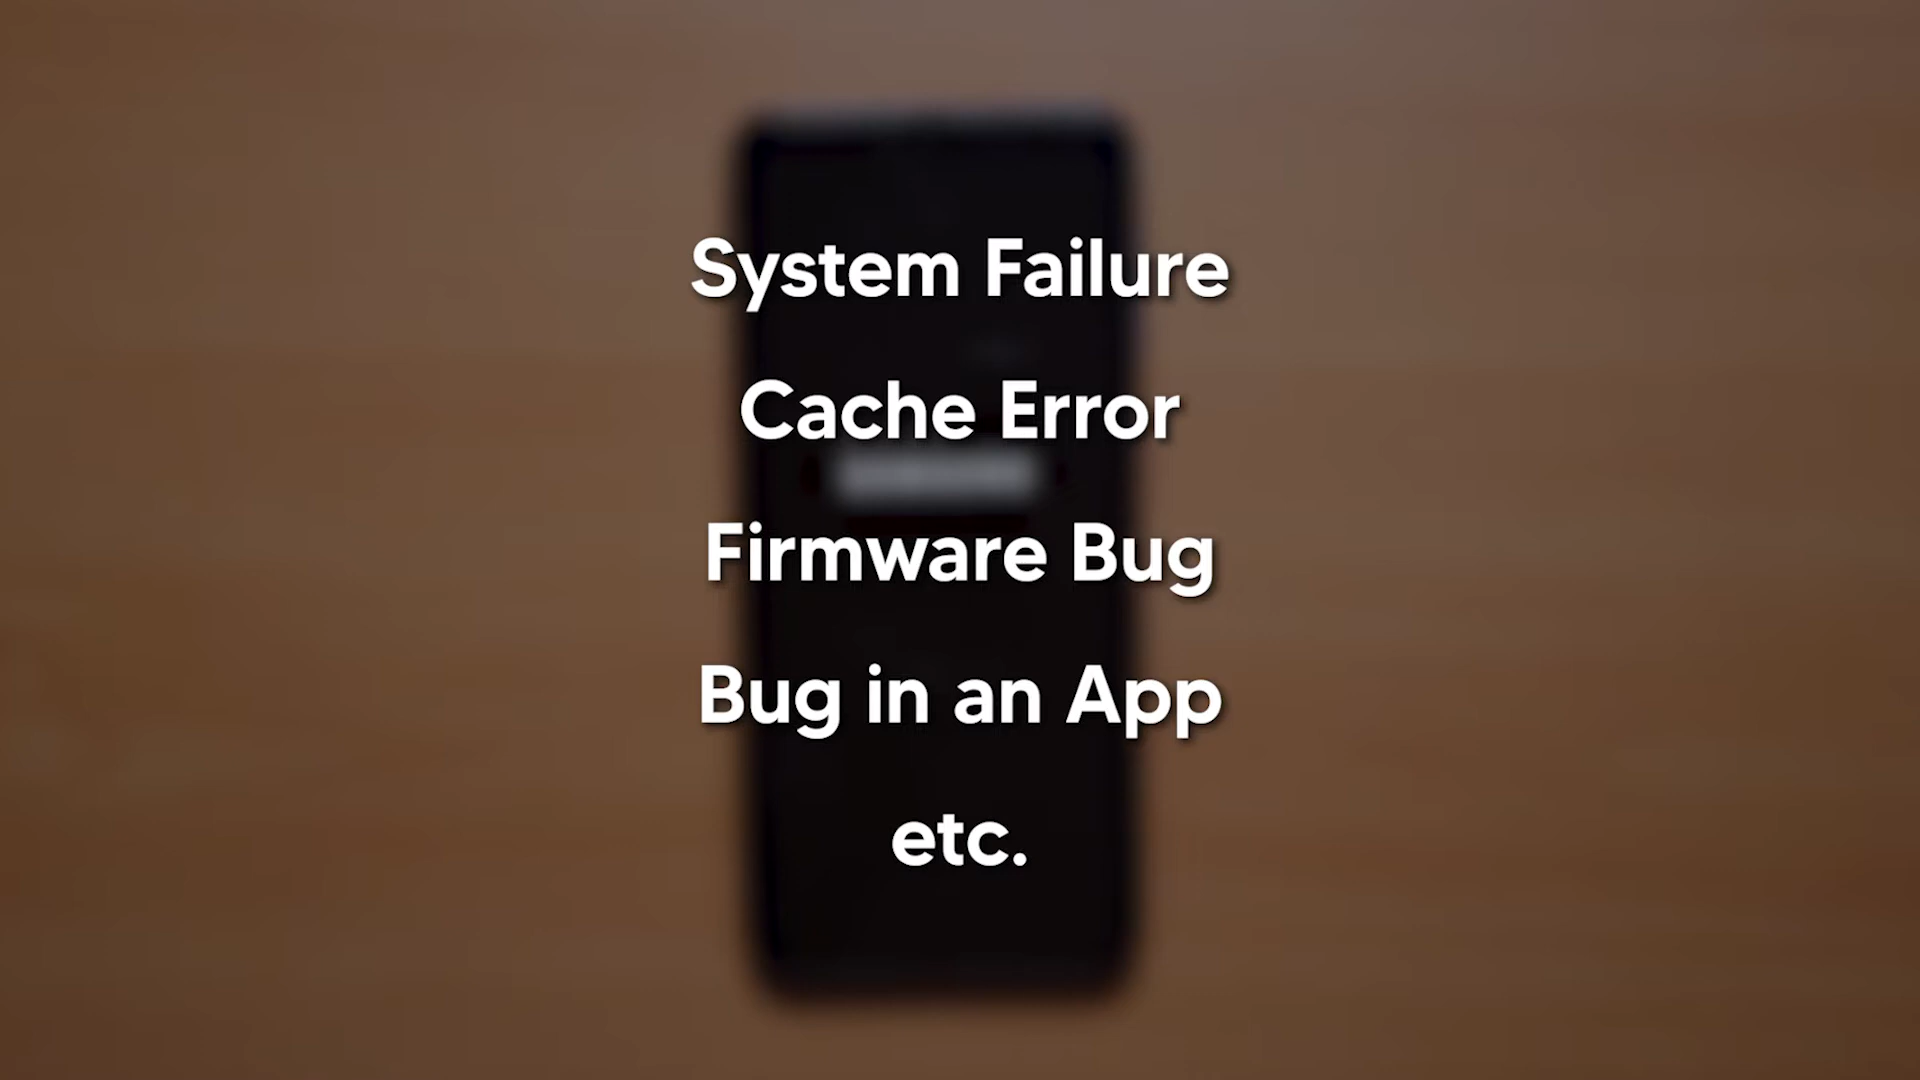 System Failure
Cache Error
Firmware Bug
Bug in an App
etc.